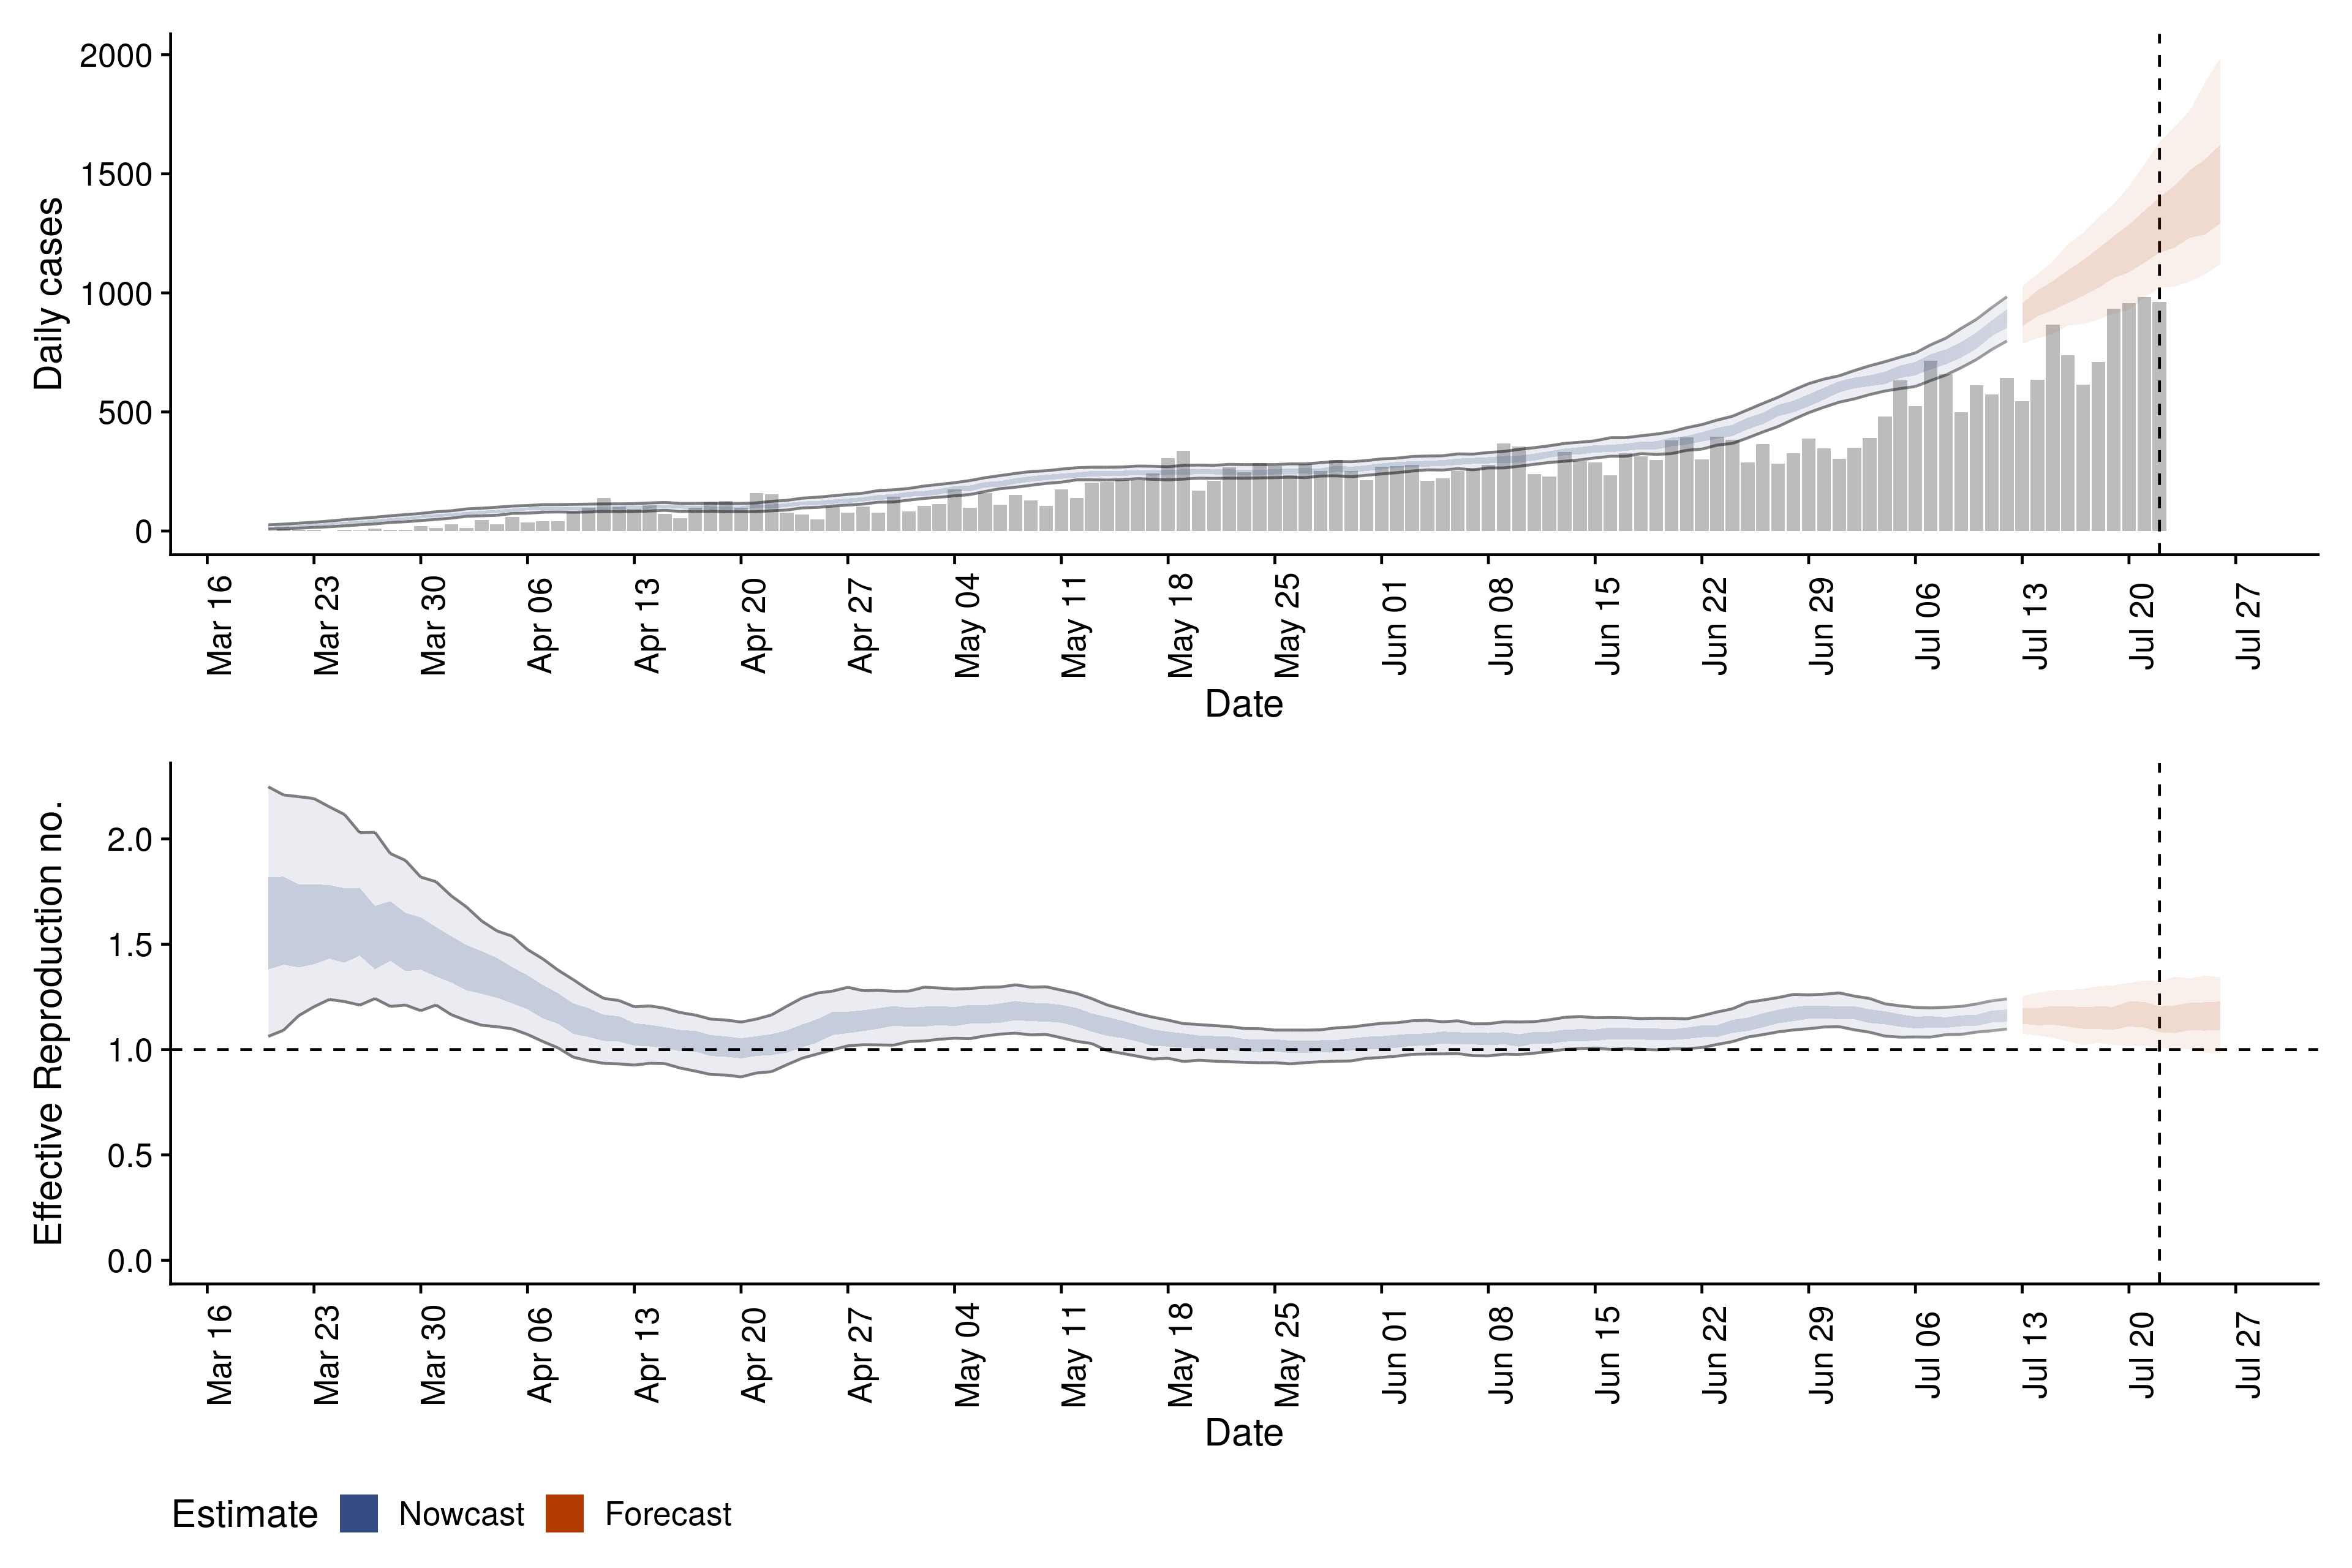 Daily cases
2000
1500
1000
500
0
Mar 16 Mar 23 Mar 30 Apr 06 Apr 13 Apr 20 Apr 27 May 04 May 11 May 18 May 25 Jun 01 Jun 08 Jun 15 Jun 22 Jun 29 Jul 06 Jul 13 Jul 20 Jul 27
Date
Effective Reproduction no.
2.0
1.5
1.0
0.5
0.0
Mar 16 Mar 23 Mar 30 Apr 06 Apr 13 Apr 20 Apr 27 May 04 May 11 May 18 May 25 Jun 01 Jun 08 Jun 15 Jun 22 Jun 29 Jul 06 Jul 13 Jul 20 Jul 27
Date
Estimate Nowcast Forecast